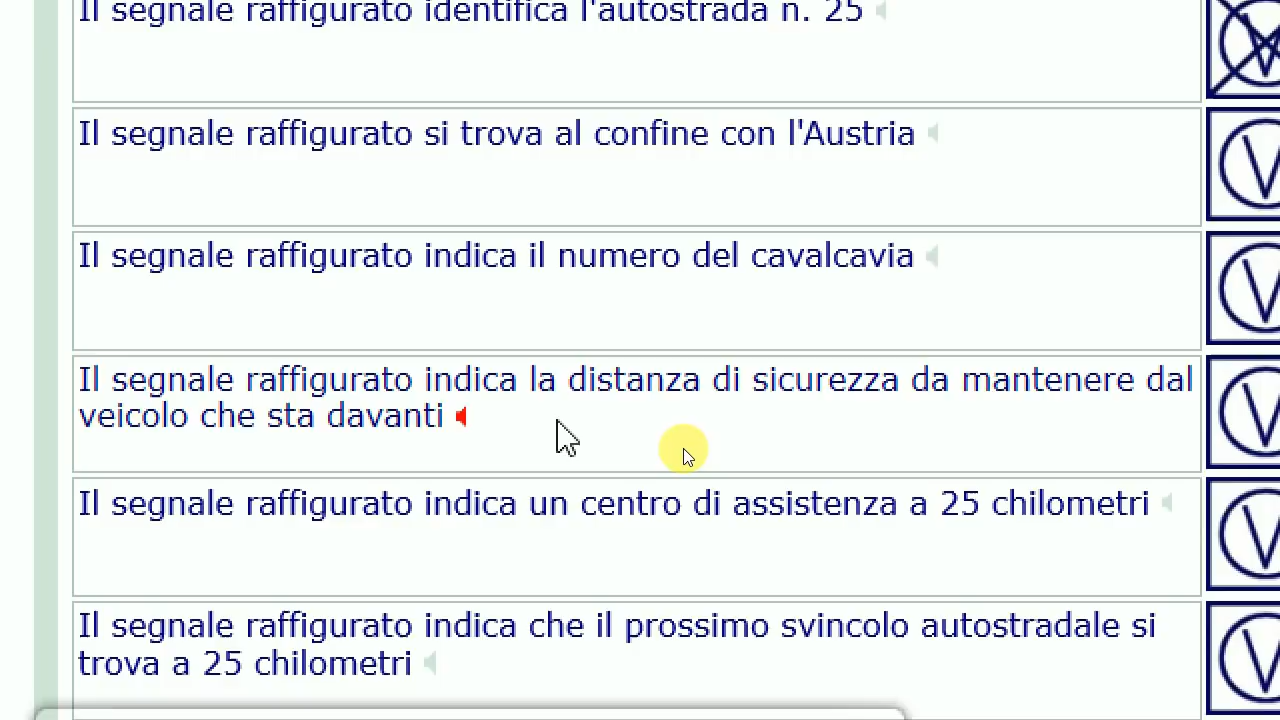 Il segnale raffigurato identifica l'autostrada n. 25
Il segnale raffigurato si trova al confine con l'Austria
V
Il segnale raffigurato indica il numero del cavalcavia
V
Il segnale raffigurato indica la distanza di sicurezza da mantenere dal
veicolo che sta davanti
V
Il segnale raffigurato indica un centro di assistenza a 25 chilometri
V
Il segnale raffigurato indica che il prossimo svincolo autostradale si
trova a 25 chilometri
V